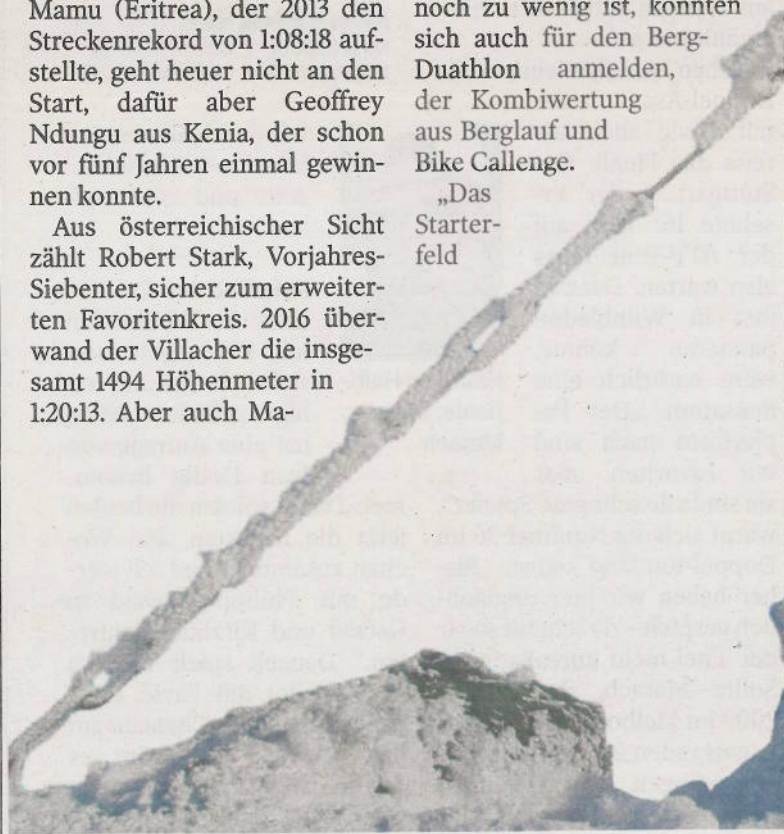 Mamu (Eritrea), der 2013 den
Streckenrekord von 1:08:18 auf-
stellte, geht heuer nicht an den
Start, dafür aber Geoffrey
Ndungu aus Kenia, der schon
vor fünf Jahren einmal gewin-
nen konnte.
Aus österreichischer Sicht
zählt Robert Stark, Vorjahres-
Siebenter, sicher zum erweiter-
ten Favoritenkreis. 2016 über-
wand der Villacher die insge-
samt 1494 Höhenmeter in
1:20:13. Aber auch Ma-
noch zu wenig ist, konnten
sich auch für den Berg-
Duathlon anmelden,
der Kombiwertung
aus Berglauf und
Bike Callenge.
„Das
Starter-
feld